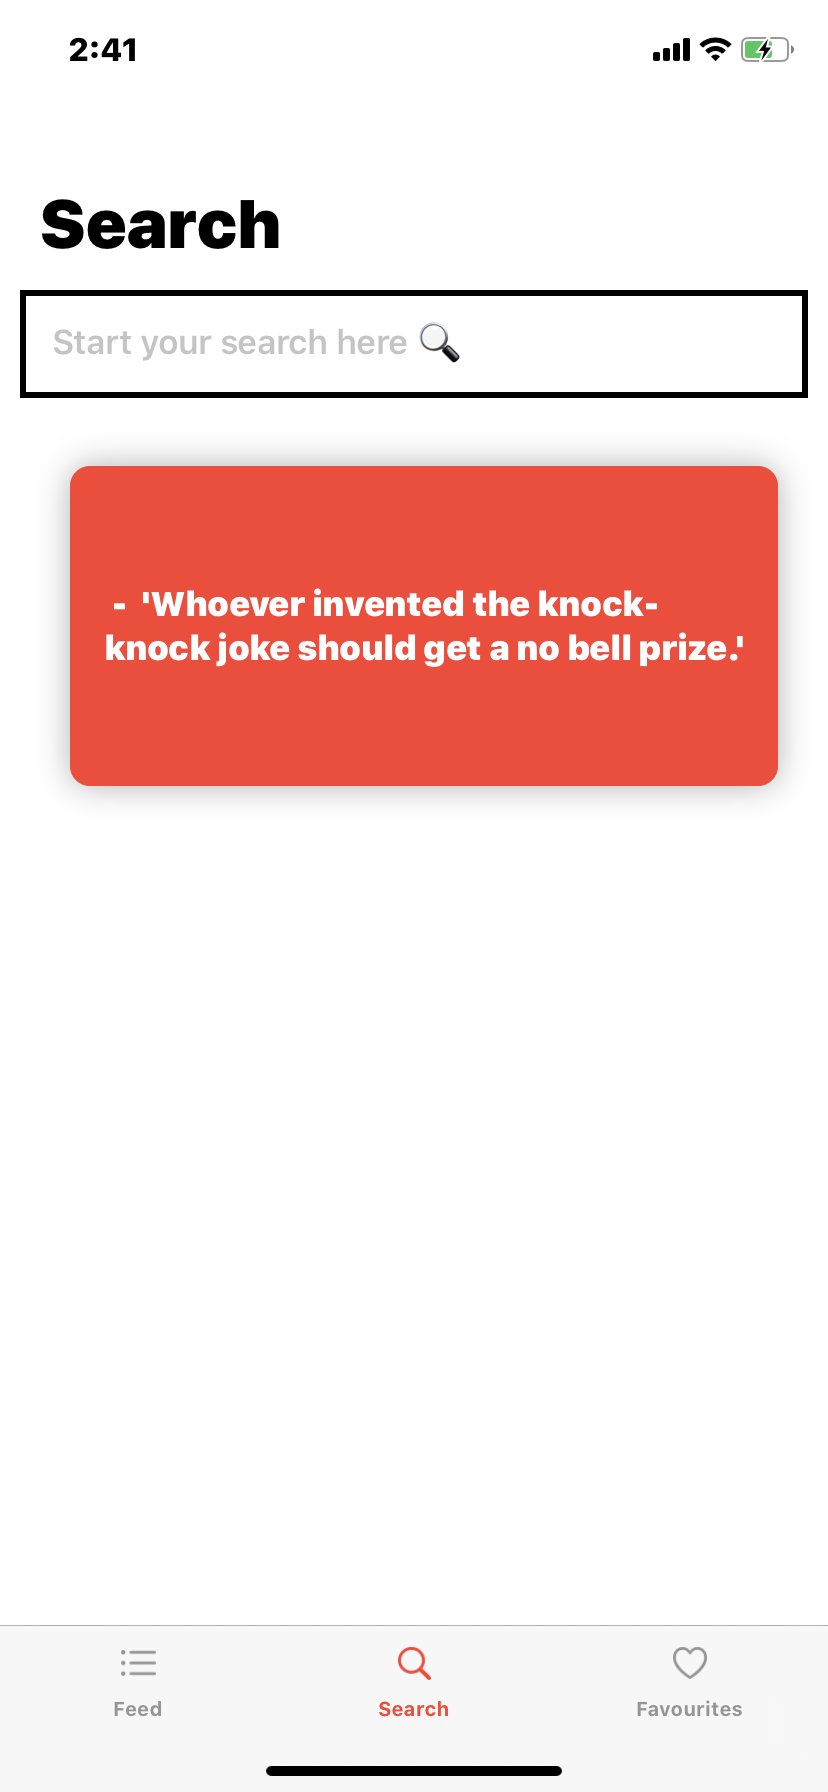 2:41
Search
Start your search here 🔍
- 'Whoever invented the knock-
knock joke should get a no bell prize.'
Feed
Search
Favourites